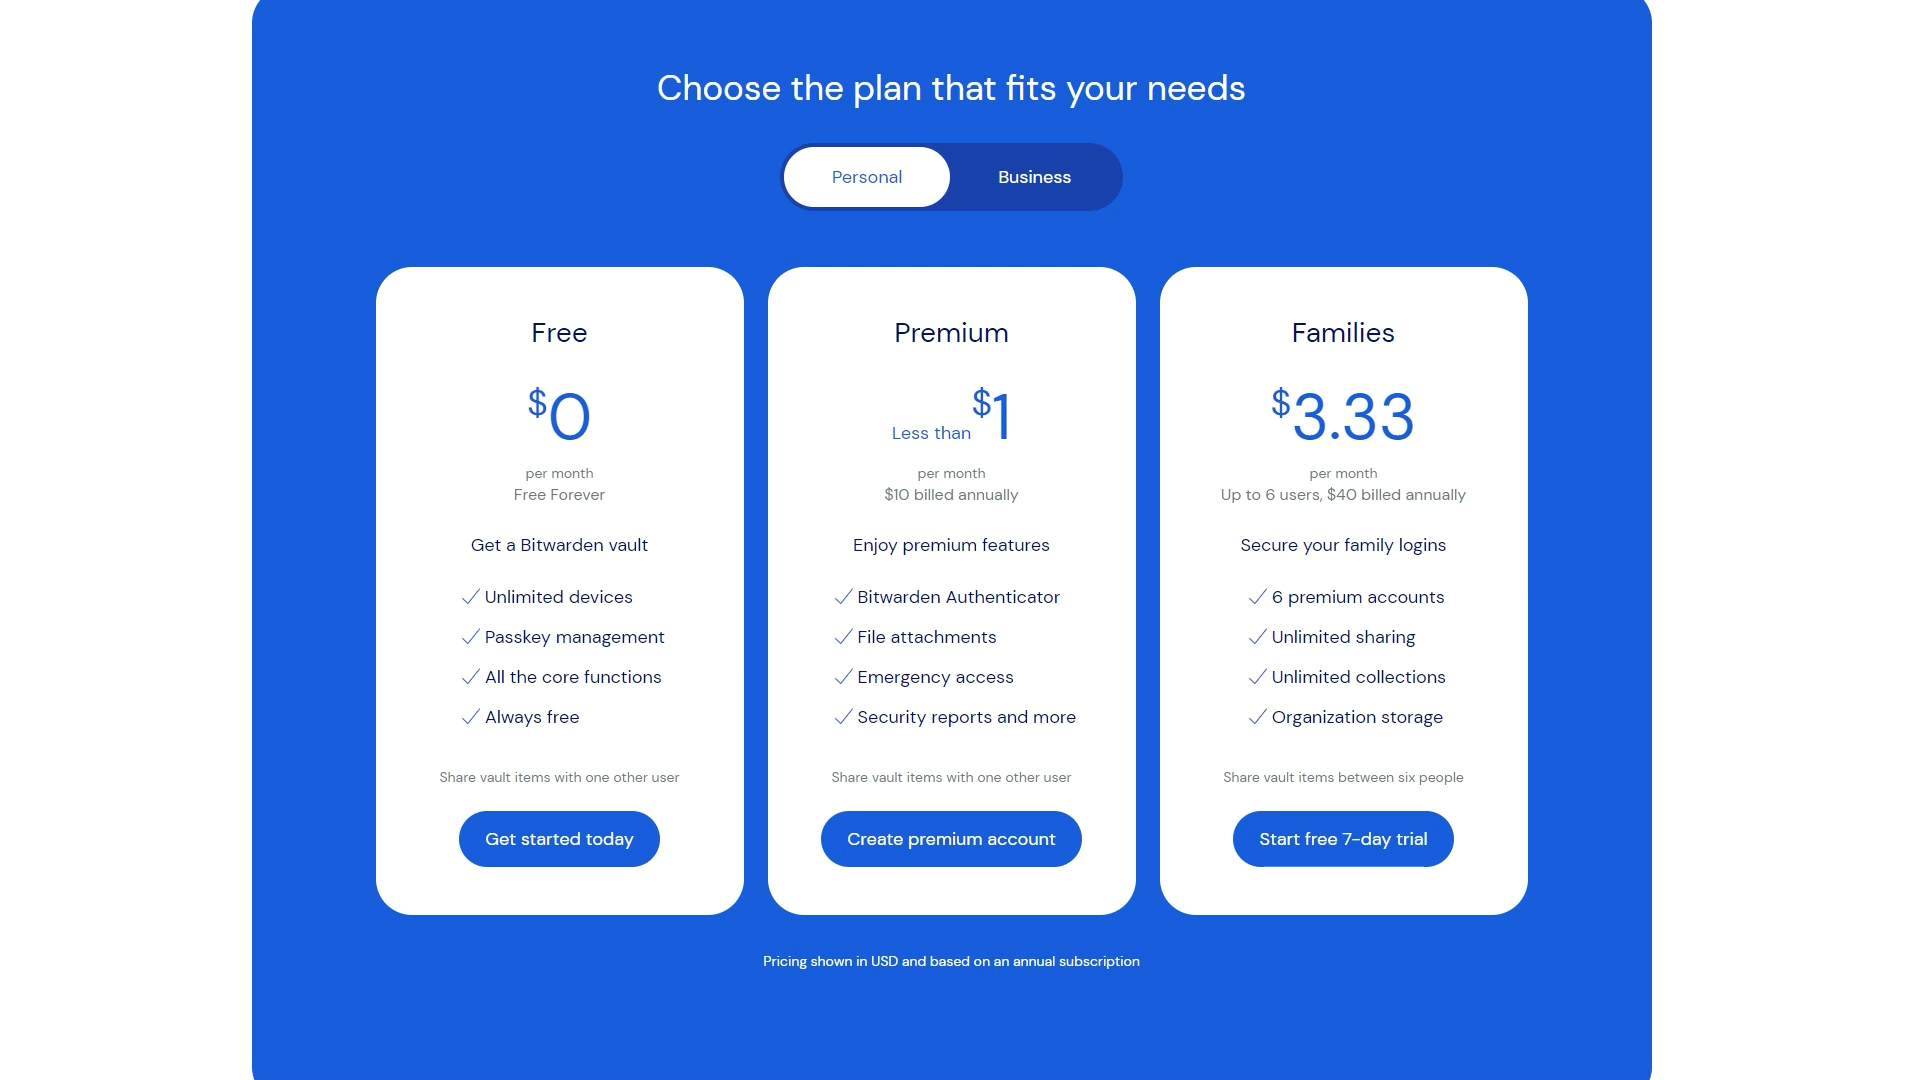 Choose the plan that fits your needs
Personal
Business
Free
$0
per month
Free Forever
Get a Bitwarden vault
Unlimited devices
Passkey management
All the core functions
Always free
Share vault items with one other user
Get started today
Premium
Less than $1
per month
$10 billed annually
Enjoy premium features
Bitwarden Authenticator
File attachments
Emergency access
Security reports and more
Share vault items with one other user
Create premium account
Families
$3.33
per month
Up to 6 users, $40 billed annually
Secure your family logins
6 premium accounts
Unlimited sharing
Unlimited collections
Organization storage
Share vault items between six people
Start free 7-day trial
Pricing shown in USD and based on an annual subscription